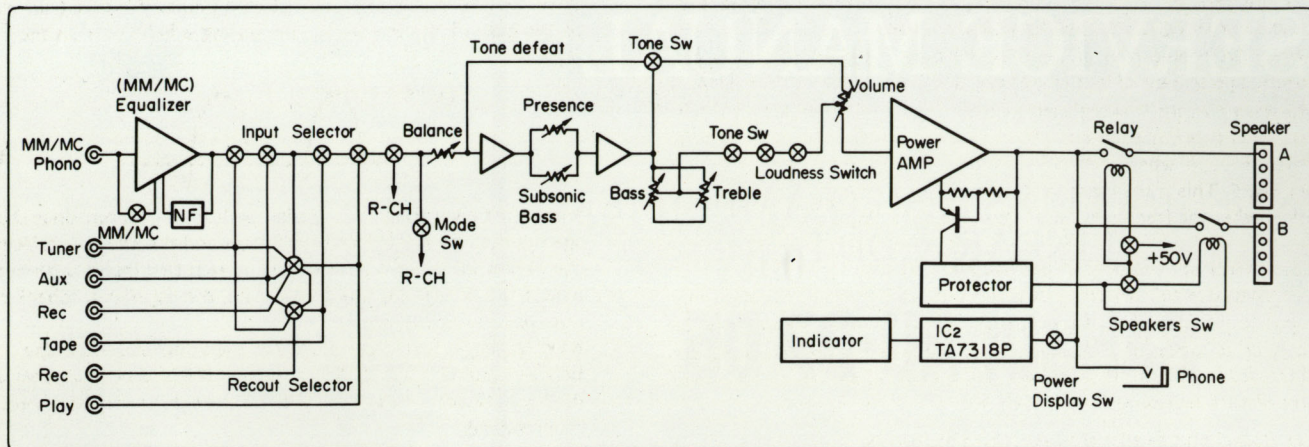 Tone defeat
Tone Sw
(MM/MC)
Equalizer
Presence
Volume
MM/MC
Phono
Input Selector
Balance
Tone Sw
Power
AMP
Relay
Speaker
A
Loudness Switch
Subsonic
Bass
Bass
Treble
NF
R-CH
Mode
Sw
MM/MC
R-CH
B
+50V
Tuner
Aux
Rec
Tape
Rec
Play
Recout Selector
Protector
Speakers Sw
Indicator
IC2
TA7318P
Power
Display Sw
Phone